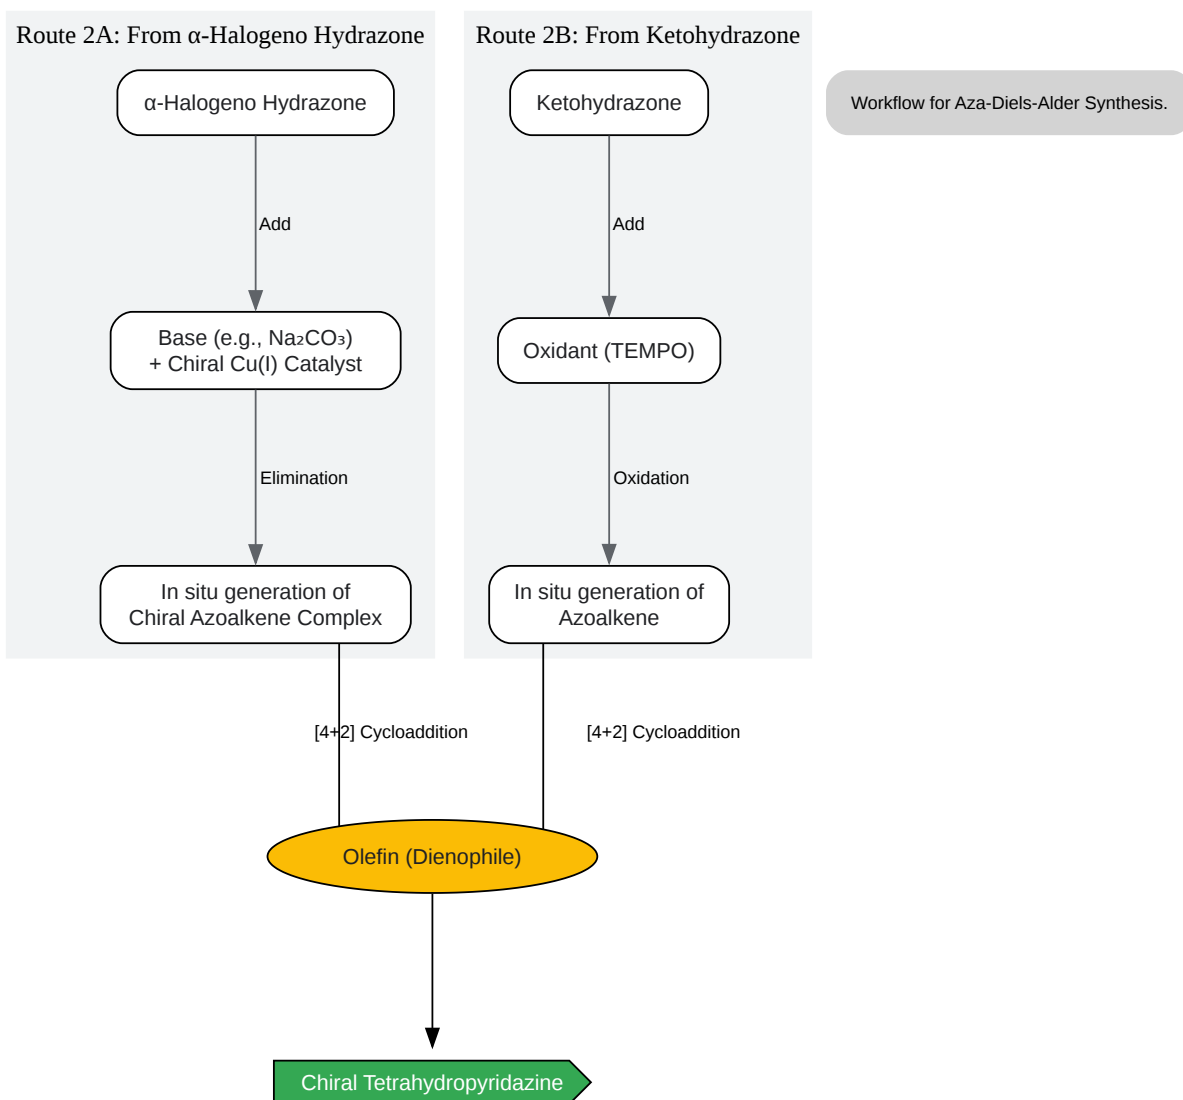 Route 2A: From α-Halogeno Hydrazone
Route 2B: From Ketohydrazone
α-Halogeno Hydrazone
Ketohydrazone
Workflow for Aza-Diels-Alder Synthesis.
Add
Add
Base (e.g., Na₂CO₃)
+ Chiral Cu(I) Catalyst
Oxidant (TEMPO)
Elimination
Oxidation
In situ generation of
Chiral Azoalkene Complex
In situ generation of
Azoalkene
[4+2] Cycloaddition
[4+2] Cycloaddition
Olefin (Dienophile)
Chiral Tetrahydropyridazine